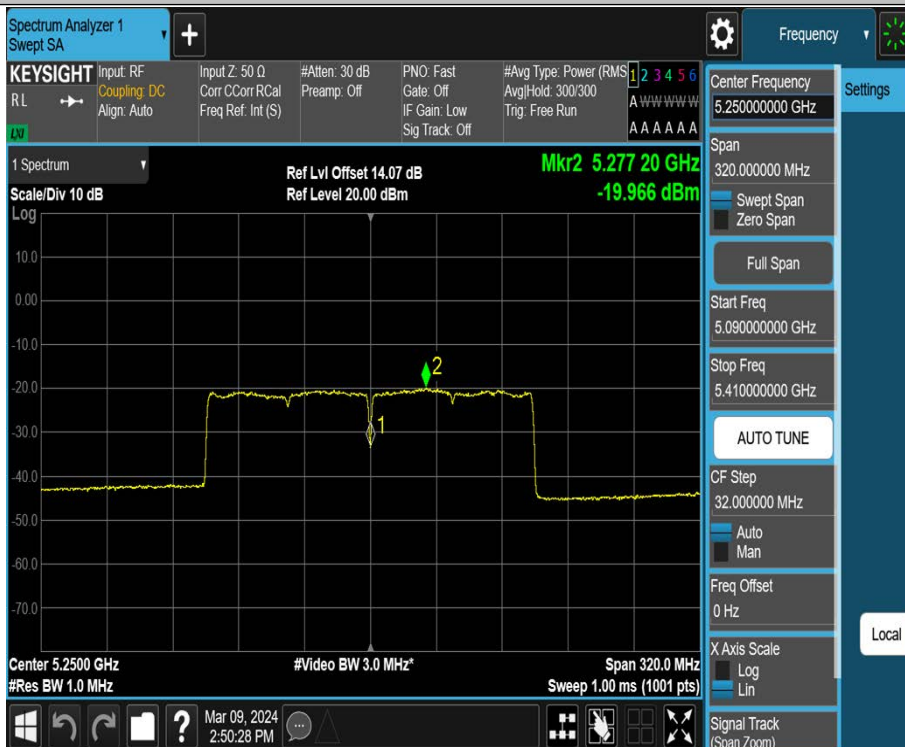 Spectrum Analyzer 1
Swept SA
+
Frequency
KEYSIGHT
RL
LXI
Input: RF
Coupling: DC
Align: Auto
Input Z: 50 Ω
Corr CCorr RCal
Freq Ref: Int (S)
#Atten: 30 dB
Preamp: Off
PNO: Fast
Gate: Off
IF Gain: Low
Sig Track: Off
#Avg Type: Power (RMS
Avg|Hold: 300/300
Trig: Free Run
1 2 3 4 5 6
A W W W W W
A A A A A A
Center Frequency
5.250000000 GHz
Settings
Span
320.000000 MHz
Swept Span
Zero Span
Full Span
Start Freq
5.090000000 GHz
Stop Freq
5.410000000 GHz
AUTO TUNE
CF Step
32.000000 MHz
Auto
Man
Freq Offset
0 Hz
X Axis Scale
Log
Lin
Signal Track
(Span Zoom)
Local
1 Spectrum
Scale/Div 10 dB
Ref Lvl Offset 14.07 dB
Ref Level 20.00 dBm
Mkr2 5.277 20 GHz
-19.966 dBm
Log
10.0
0.00
-10.0
-20.0
-30.0
-40.0
-50.0
-60.0
-70.0
2
1
Center 5.2500 GHz
#Res BW 1.0 MHz
#Video BW 3.0 MHz*
Span 320.0 MHz
Sweep 1.00 ms (1001 pts)
?
Mar 09, 2024
2:50:28 PM